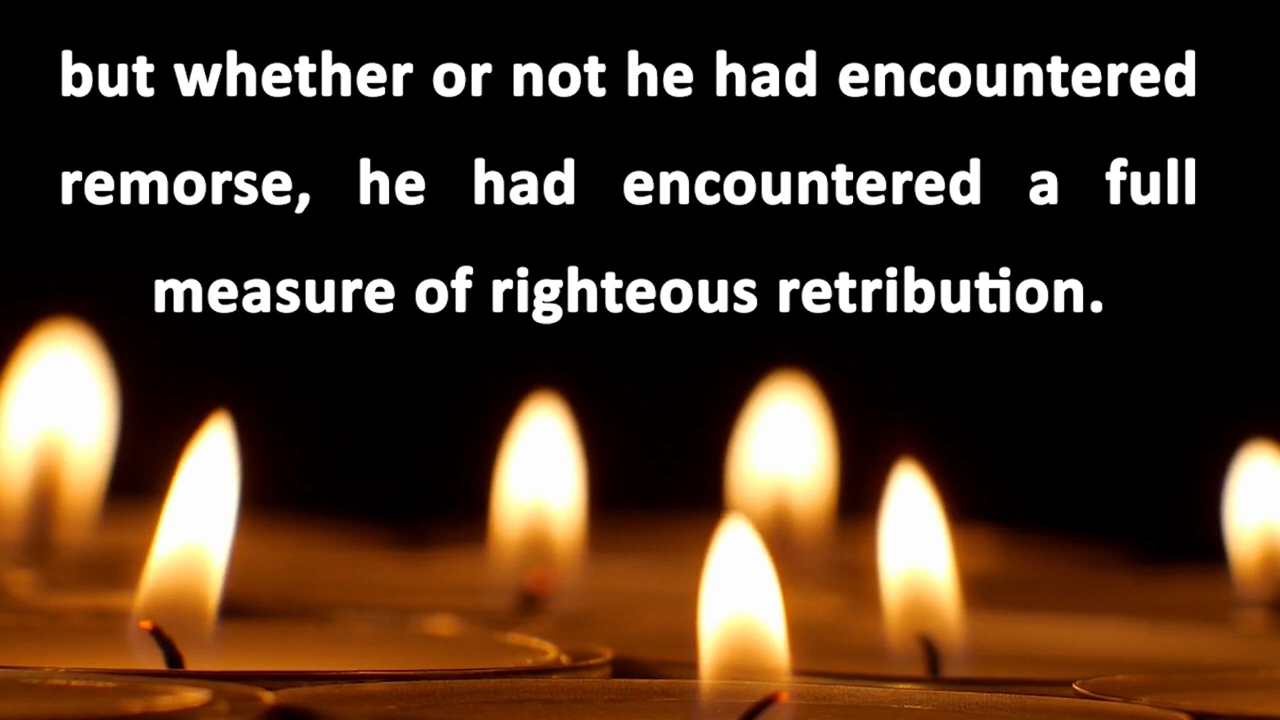 but whether or not he had encountered
remorse, he had encountered a full
measure of righteous retribution.